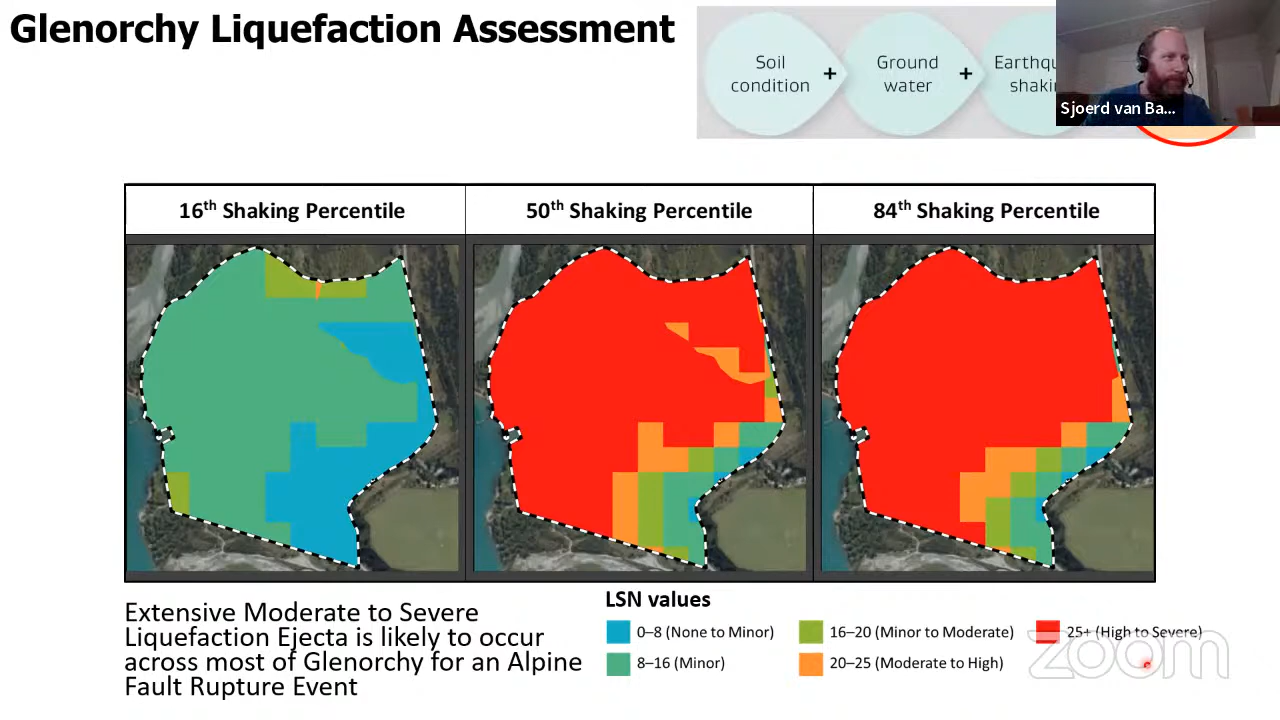 Glenorchy Liquefaction Assessment
Soil
condition
+
Ground
water
+
Sjoerd van Ba...
16th Shaking Percentile
50th Shaking Percentile
84th Shaking Percentile
Extensive Moderate to Severe
Liquefaction Ejecta is likely to occur
across most of Glenorchy for an Alpine
Fault Rupture Event
LSN values
0–8 (None to Minor)
16–20 (Minor to Moderate)
25+ (High to Severe)
8–16 (Minor)
20–25 (Moderate to High)
zoom